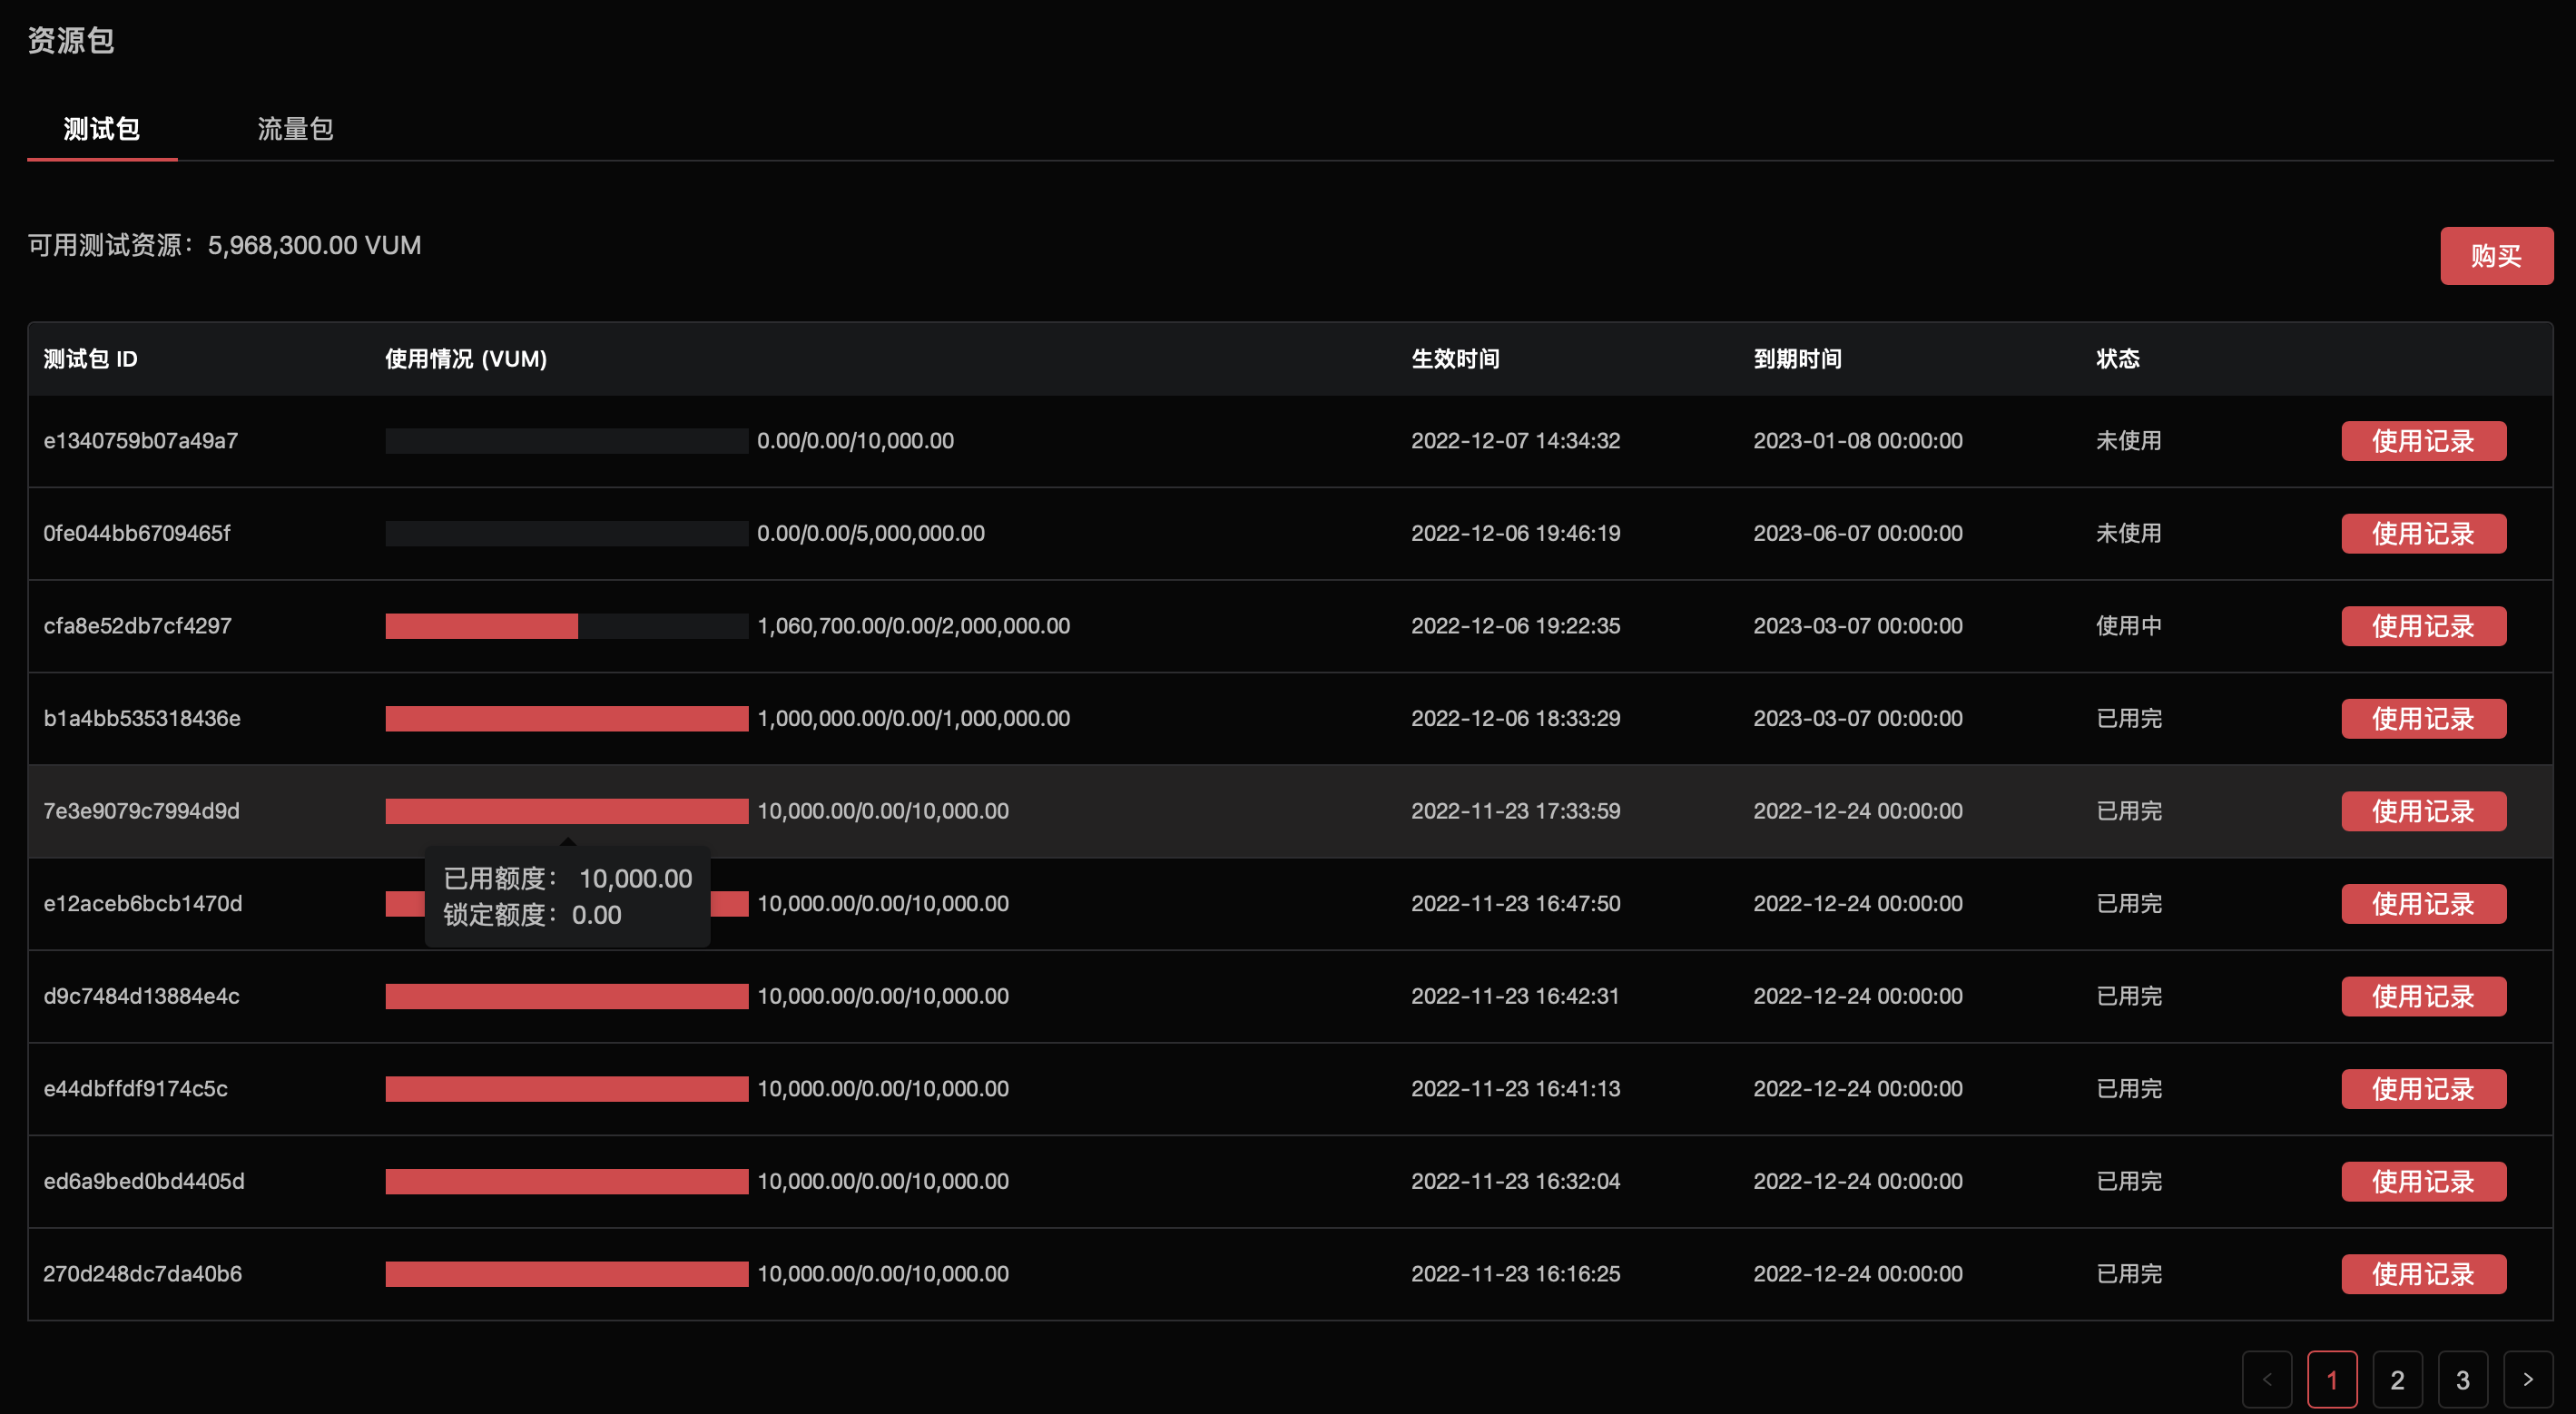 资源包
测试包 流量包
可用测试资源：5,968,300.00 VUM
购买
测试包 ID 使用情况 (VUM) 生效时间 到期时间 状态
e1340759b07a49a7 0.00/0.00/10,000.00 2022-12-07 14:34:32 2023-01-08 00:00:00 未使用 使用记录
0fe044bb6709465f 0.00/0.00/5,000,000.00 2022-12-06 19:46:19 2023-06-07 00:00:00 未使用 使用记录
cfa8e52db7cf4297 1,060,700.00/0.00/2,000,000.00 2022-12-06 19:22:35 2023-03-07 00:00:00 使用中 使用记录
b1a4bb535318436e 1,000,000.00/0.00/1,000,000.00 2022-12-06 18:33:29 2023-03-07 00:00:00 已用完 使用记录
7e3e9079c7994d9d 10,000.00/0.00/10,000.00 2022-11-23 17:33:59 2022-12-24 00:00:00 已用完 使用记录
已用额度： 10,000.00
锁定额度：0.00
e12aceb6bcb1470d 10,000.00/0.00/10,000.00 2022-11-23 16:47:50 2022-12-24 00:00:00 已用完 使用记录
d9c7484d13884e4c 10,000.00/0.00/10,000.00 2022-11-23 16:42:31 2022-12-24 00:00:00 已用完 使用记录
e44dbffdf9174c5c 10,000.00/0.00/10,000.00 2022-11-23 16:41:13 2022-12-24 00:00:00 已用完 使用记录
ed6a9bed0bd4405d 10,000.00/0.00/10,000.00 2022-11-23 16:32:04 2022-12-24 00:00:00 已用完 使用记录
270d248dc7da40b6 10,000.00/0.00/10,000.00 2022-11-23 16:16:25 2022-12-24 00:00:00 已用完 使用记录
< 1 2 3 >